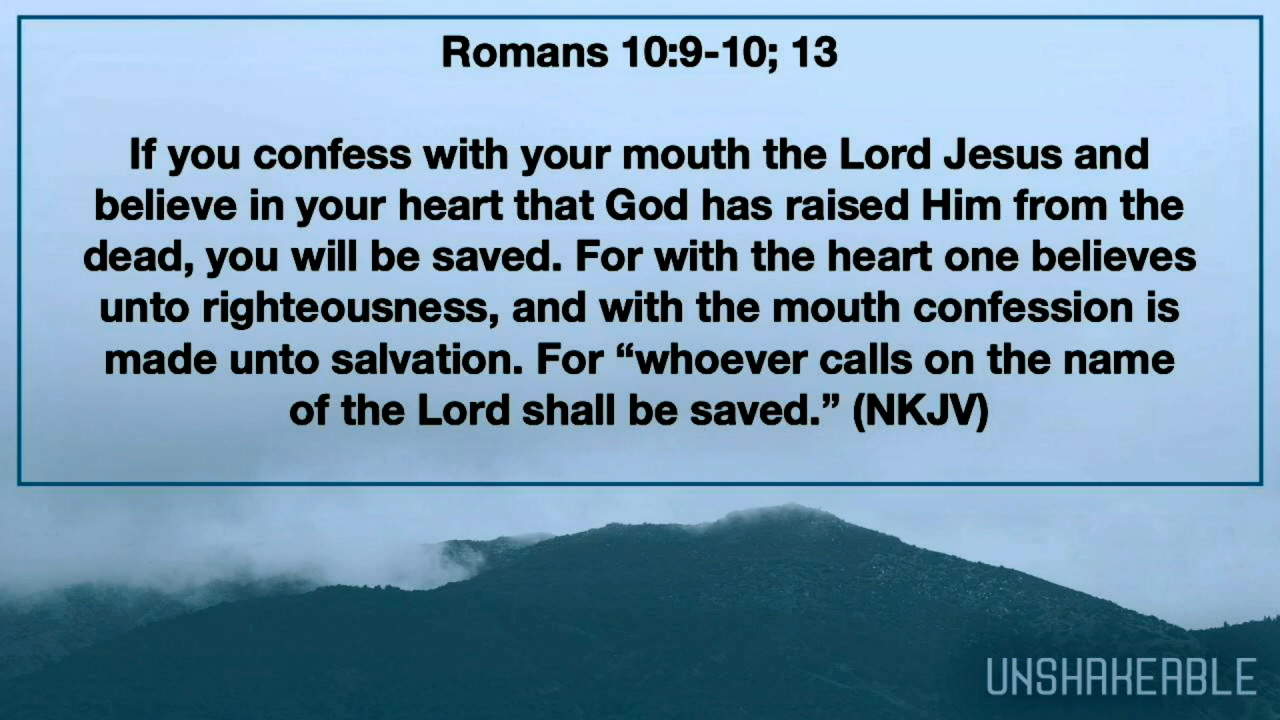 Romans 10:9-10; 13
If you confess with your mouth the Lord Jesus and
believe in your heart that God has raised Him from the
dead, you will be saved. For with the heart one believes
unto righteousness, and with the mouth confession is
made unto salvation. For “whoever calls on the name
of the Lord shall be saved.” (NKJV)
UNSHAKEABLE